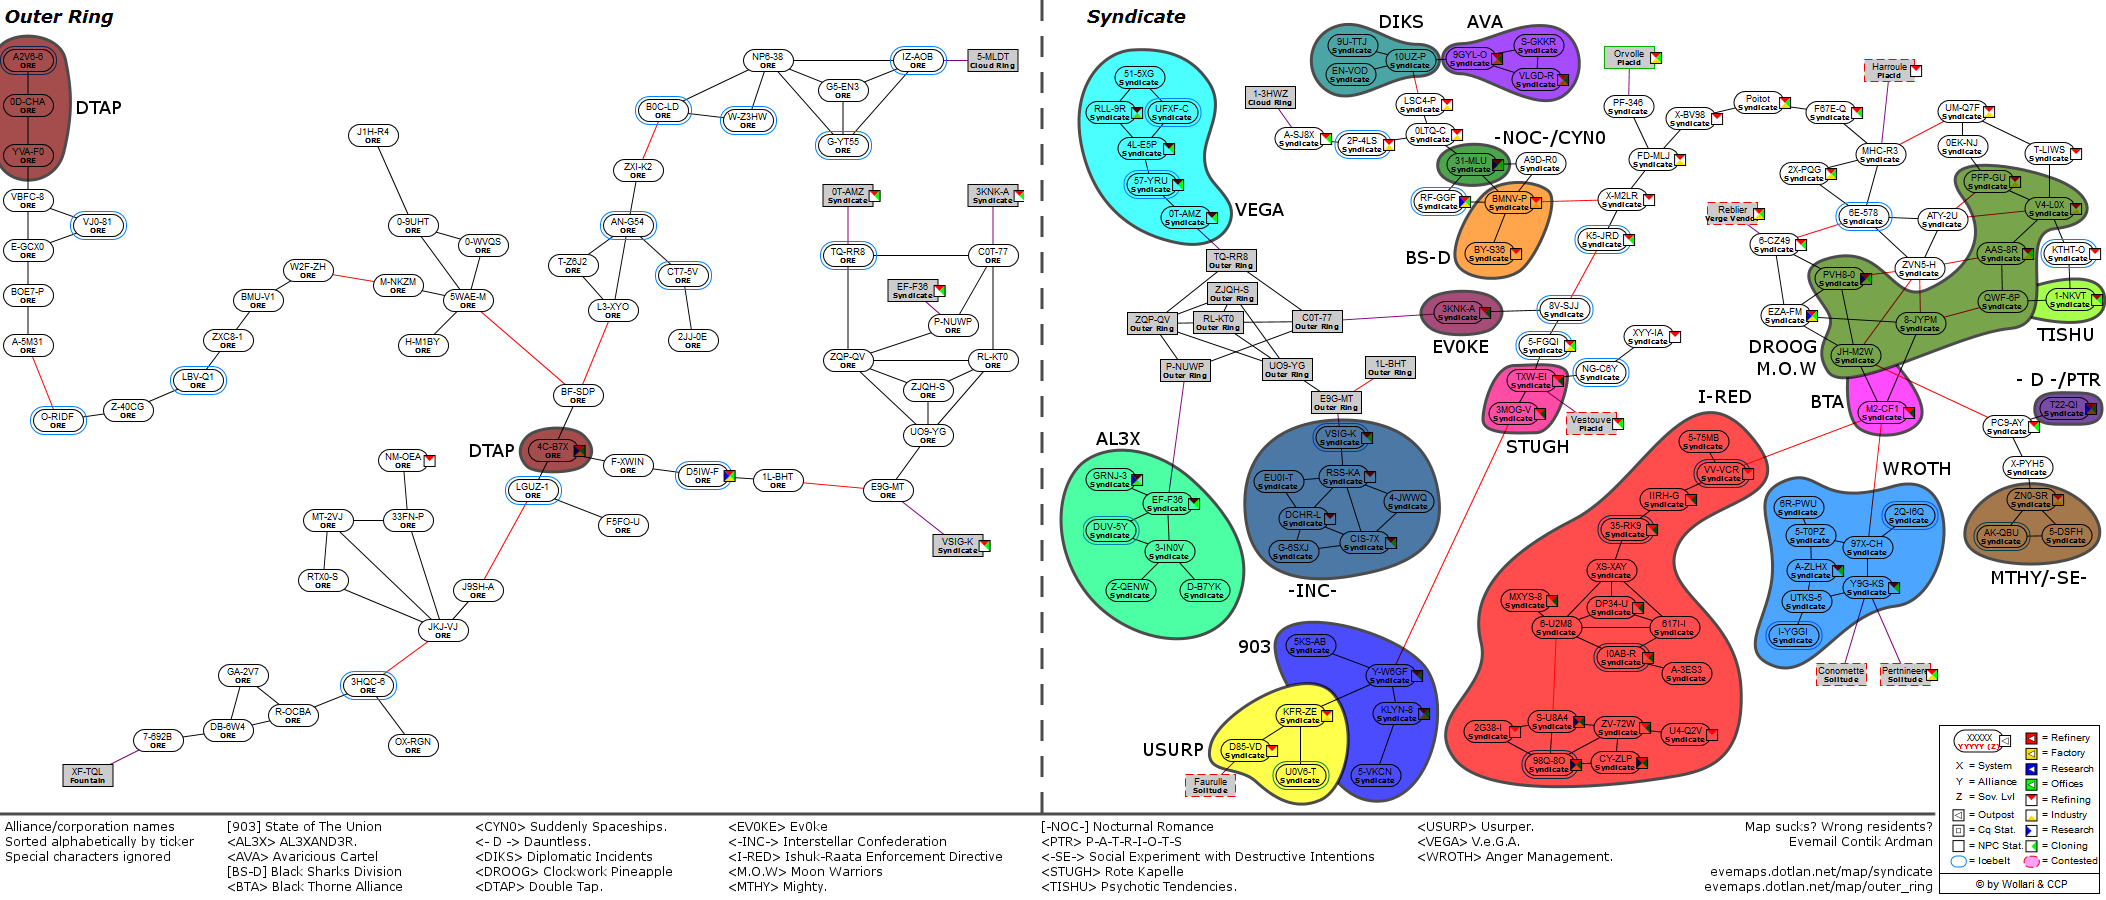 Outer Ring
A2V6-6
ORE
0D-CHA
ORE
YVA-F0
ORE
DTAP
VBFC-8
ORE
VJ0-81
ORE
E-GCX0
ORE
BOE7-P
ORE
A-5M31
ORE
O-RIDF
ORE
Z-40CG
ORE
LBV-Q1
ORE
ZXC8-1
ORE
BMU-V1
ORE
W2F-ZH
ORE
M-NKZM
ORE
J1H-R4
ORE
0-9UHT
ORE
0-WVQS
ORE
5WAE-M
ORE
H-M1BY
ORE
NP6-38
ORE
IZ-AOB
ORE
5-MLDT
Cloud Ring
G5-EN3
ORE
B0C-LD
ORE
W-Z3HW
ORE
G-YT55
ORE
ZXI-K2
ORE
AN-G54
ORE
T-Z6J2
ORE
CT7-5V
ORE
L3-XYO
ORE
2JJ-0E
ORE
0T-AMZ
Syndicate
3KNK-A
Syndicate
TQ-RR8
ORE
C0T-77
ORE
EF-F36
Syndicate
P-NUWP
ORE
ZQP-QV
ORE
RL-KT0
ORE
ZJQH-S
ORE
UO9-YG
ORE
BF-SDP
ORE
DTAP
4C-B7X
ORE
F-XWIN
ORE
D5IW-F
ORE
1L-BHT
ORE
E9G-MT
ORE
VSIG-K
Syndicate
NM-OEA
ORE
LGUZ-1
ORE
F5FO-U
ORE
MT-2VJ
ORE
33FN-P
ORE
RTX0-S
ORE
J9SH-A
ORE
JKJ-VJ
ORE
3HQC-6
ORE
GA-2V7
ORE
R-OCBA
ORE
DB-6W4
ORE
7-692B
ORE
OX-RGN
ORE
XF-TQL
Fountain
Syndicate
DIKS
AVA
9U-TTJ
Syndicate
10UZ-P
Syndicate
EN-VOD
Syndicate
9GYL-O
Syndicate
S-GKKR
Syndicate
VLGD-R
Syndicate
51-5XG
Syndicate
RLL-9R
Syndicate
UFXF-C
Syndicate
4L-E5P
Syndicate
57-YRU
Syndicate
0T-AMZ
Syndicate
VEGA
1-3HWZ
Cloud Ring
A-SJ8X
Syndicate
2P-4LS
Syndicate
LSC4-P
Syndicate
0LTQ-C
Syndicate
-NOC-/CYN0
31-MLU
Syndicate
A9D-R0
Syndicate
RF-GGF
Syndicate
BMNV-P
Syndicate
BY-S36
Syndicate
BS-D
Orvolle
Placid
PF-346
Syndicate
X-BV98
Syndicate
Poitot
Syndicate
F67E-Q
Syndicate
FD-MLJ
Syndicate
X-M2LR
Syndicate
K5-JRD
Syndicate
Harroule
Placid
UM-Q7F
Syndicate
0EK-NJ
Syndicate
T-LIWS
Syndicate
MHC-R3
Syndicate
2X-PQG
Syndicate
PFP-GU
Syndicate
V4-L0X
Syndicate
Reblier
Verge Vendor
6E-578
Syndicate
ATY-2U
Syndicate
6-CZ49
Syndicate
AAS-8R
Syndicate
KTHT-O
Syndicate
ZVN5-H
Syndicate
PVH8-0
Syndicate
QWF-6P
Syndicate
1-NKVT
Syndicate
TISHU
EZA-FM
Syndicate
8-JYPM
Syndicate
JH-M2W
Syndicate
DROOG
M.O.W
BTA
M2-CF1
Syndicate
- D -/PTR
T22-QI
Syndicate
PC9-AY
Syndicate
X-PYH5
Syndicate
ZN0-SR
Syndicate
AK-QBU
Syndicate
5-DSFH
Syndicate
MTHY/-SE-
TQ-RR8
Outer Ring
ZJQH-S
Outer Ring
ZQP-QV
Outer Ring
RL-KT0
Outer Ring
C0T-77
Outer Ring
P-NUWP
Outer Ring
UO9-YG
Outer Ring
1L-BHT
Outer Ring
E9G-MT
Outer Ring
3KNK-A
Syndicate
EV0KE
8V-SJJ
Syndicate
5-FGQI
Syndicate
XYY-IA
Syndicate
NG-C6Y
Syndicate
TXW-EI
Syndicate
3MOG-V
Syndicate
Vestouve
Placid
STUGH
AL3X
GRNJ-3
Syndicate
EF-F36
Syndicate
DUV-5Y
Syndicate
3-IN0V
Syndicate
Z-QENW
Syndicate
D-B7YK
Syndicate
VSIG-K
Syndicate
EU0I-T
Syndicate
RSS-KA
Syndicate
4-JWWQ
Syndicate
DCHR-L
Syndicate
G-6SXJ
Syndicate
CIS-7X
Syndicate
-INC-
I-RED
5-75MB
Syndicate
VV-VCR
Syndicate
IIRH-G
Syndicate
35-RK9
Syndicate
XS-XAY
Syndicate
MXYS-8
Syndicate
DP34-U
Syndicate
6-U2M8
Syndicate
617I-I
Syndicate
I0AB-R
Syndicate
A-3ES3
Syndicate
2G38-I
Syndicate
S-U8A4
Syndicate
ZV-72W
Syndicate
U4-Q2V
Syndicate
98Q-8O
Syndicate
CY-ZLP
Syndicate
WROTH
6R-PWU
Syndicate
2Q-I6Q
Syndicate
5-T0PZ
Syndicate
97X-CH
Syndicate
A-ZLHX
Syndicate
Y9G-KS
Syndicate
UTKS-5
Syndicate
I-YGGI
Syndicate
Conomette
Solitude
Pertnineere
Solitude
903
5KS-AB
Syndicate
Y-W6GF
Syndicate
KLYN-8
Syndicate
5-VKCN
Syndicate
USURP
KFR-ZE
Syndicate
D85-VD
Syndicate
U0V6-T
Syndicate
Faurulle
Solitude
XXXXX
YYYY (Z)
X = System
Y = Alliance
Z = Sov. Lvl
= Outpost
= Cq Stat.
= NPC Stat.
= Icebelt
= Refinery
= Factory
= Research
= Offices
= Refining
= Industry
= Research
= Cloning
= Contested
© by Wollari & CCP
Alliance/corporation names
Sorted alphabetically by ticker
Special characters ignored
[903] State of The Union
<AL3X> AL3XAND3R.
<AVA> Avaricious Cartel
[BS-D] Black Sharks Division
<BTA> Black Thorne Alliance
<CYN0> Suddenly Spaceships.
<- D -> Dauntless.
<DIKS> Diplomatic Incidents
<DROOG> Clockwork Pineapple
<DTAP> Double Tap.
<EV0KE> Ev0ke
<-INC-> Interstellar Confederation
<I-RED> Ishuk-Raata Enforcement Directive
<M.O.W> Moon Warriors
<MTHY> Mighty.
[-NOC-] Nocturnal Romance
<PTR> P-A-T-R-I-O-T-S
<-SE-> Social Experiment with Destructive Intentions
<STUGH> Rote Kapelle
<TISHU> Psychotic Tendencies.
<USURP> Usurper.
<VEGA> V.e.G.A.
<WROTH> Anger Management.
Map sucks? Wrong residents?
Evemail Contik Ardman
evemaps.dotlan.net/map/syndicate
evemaps.dotlan.net/map/outer_ring